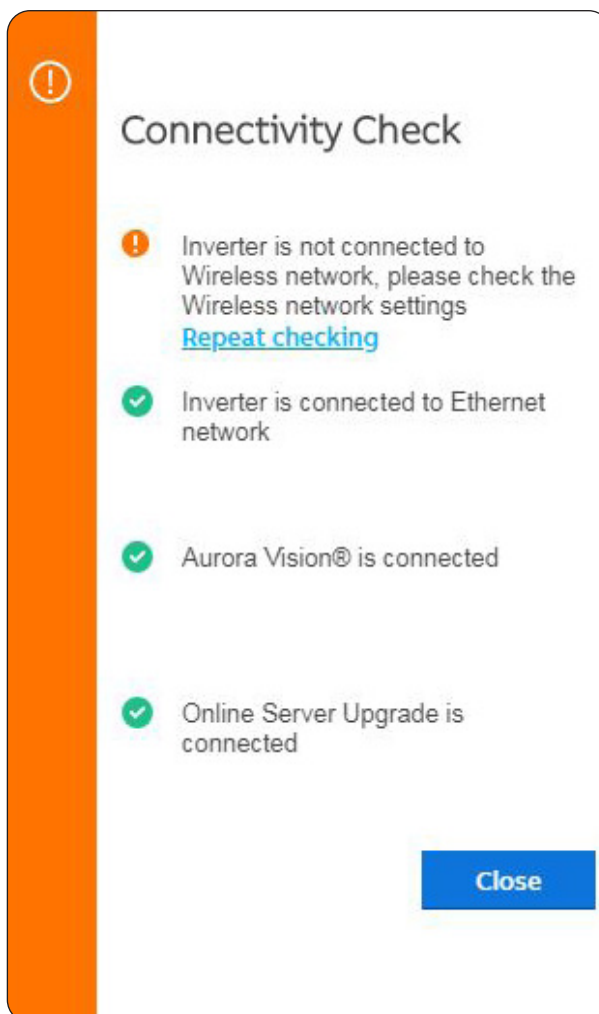 Connectivity Check
Inverter is not connected to
Wireless network, please check the
Wireless network settings
Repeat checking
Inverter is connected to Ethernet
network
Aurora Vision® is connected
Online Server Upgrade is
connected
Close